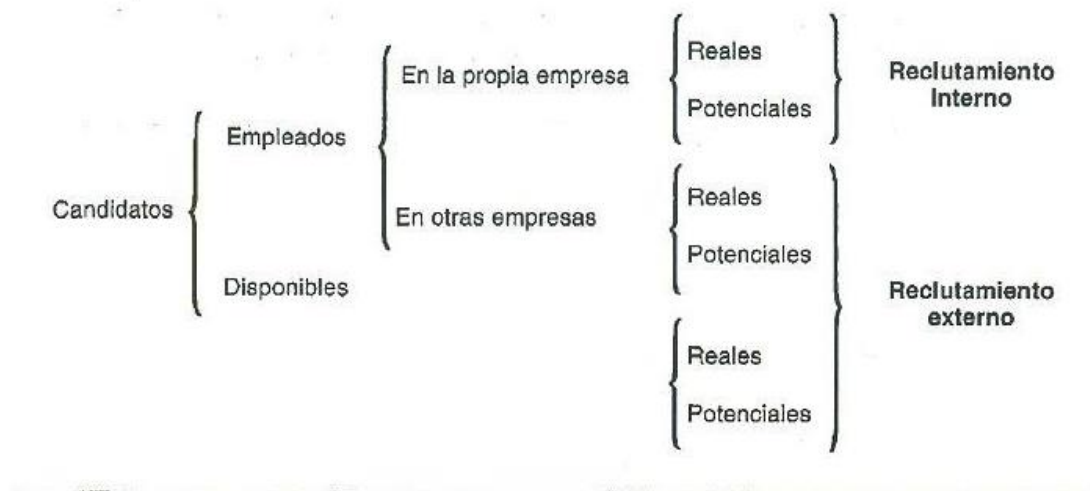 Candidatos
Empleados
Disponibles
En la propia empresa
En otras empresas
Reales
Potenciales
Reales
Potenciales
Reales
Potenciales
Reclutamiento
Interno
Reclutamiento
externo